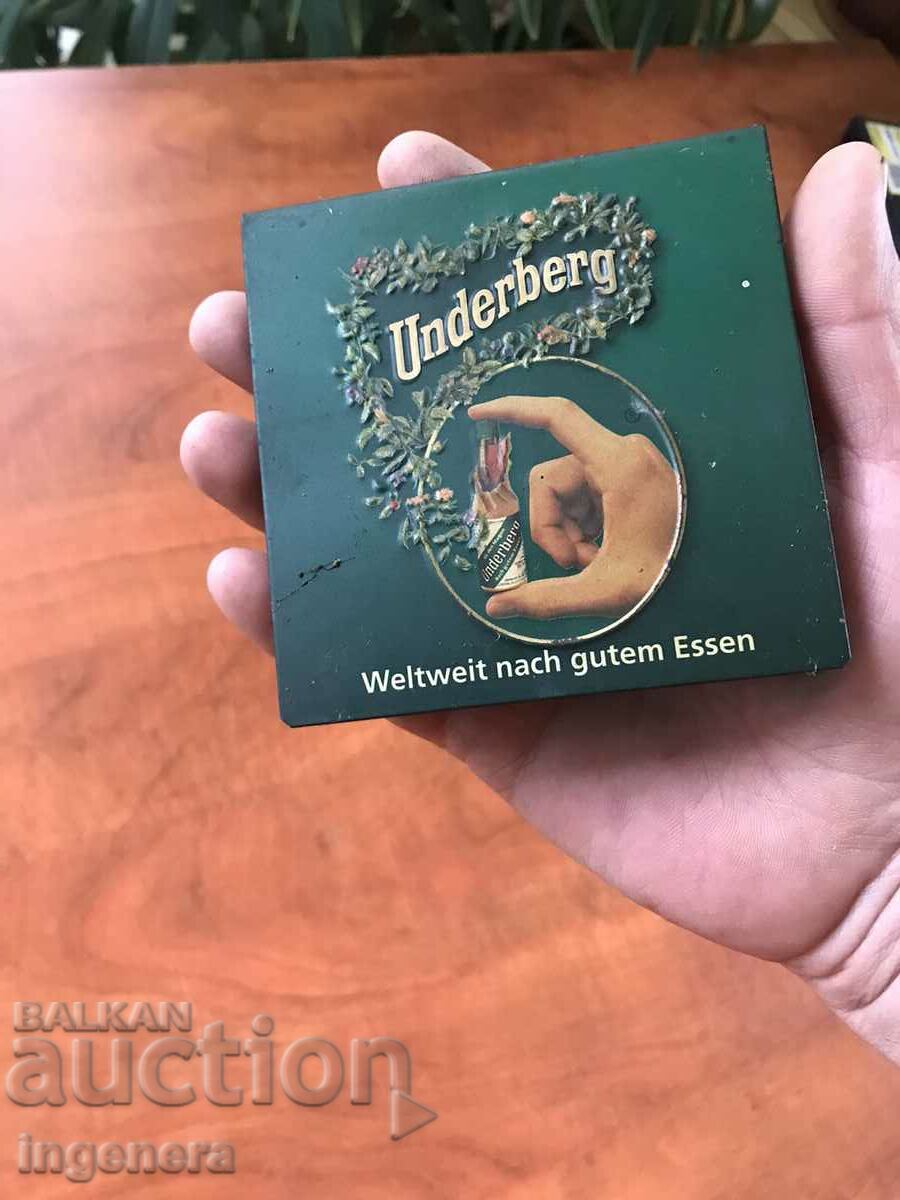 Underberg
Underberg
Weltweit nach gutem Essen
BALKAN
auction
ingenera